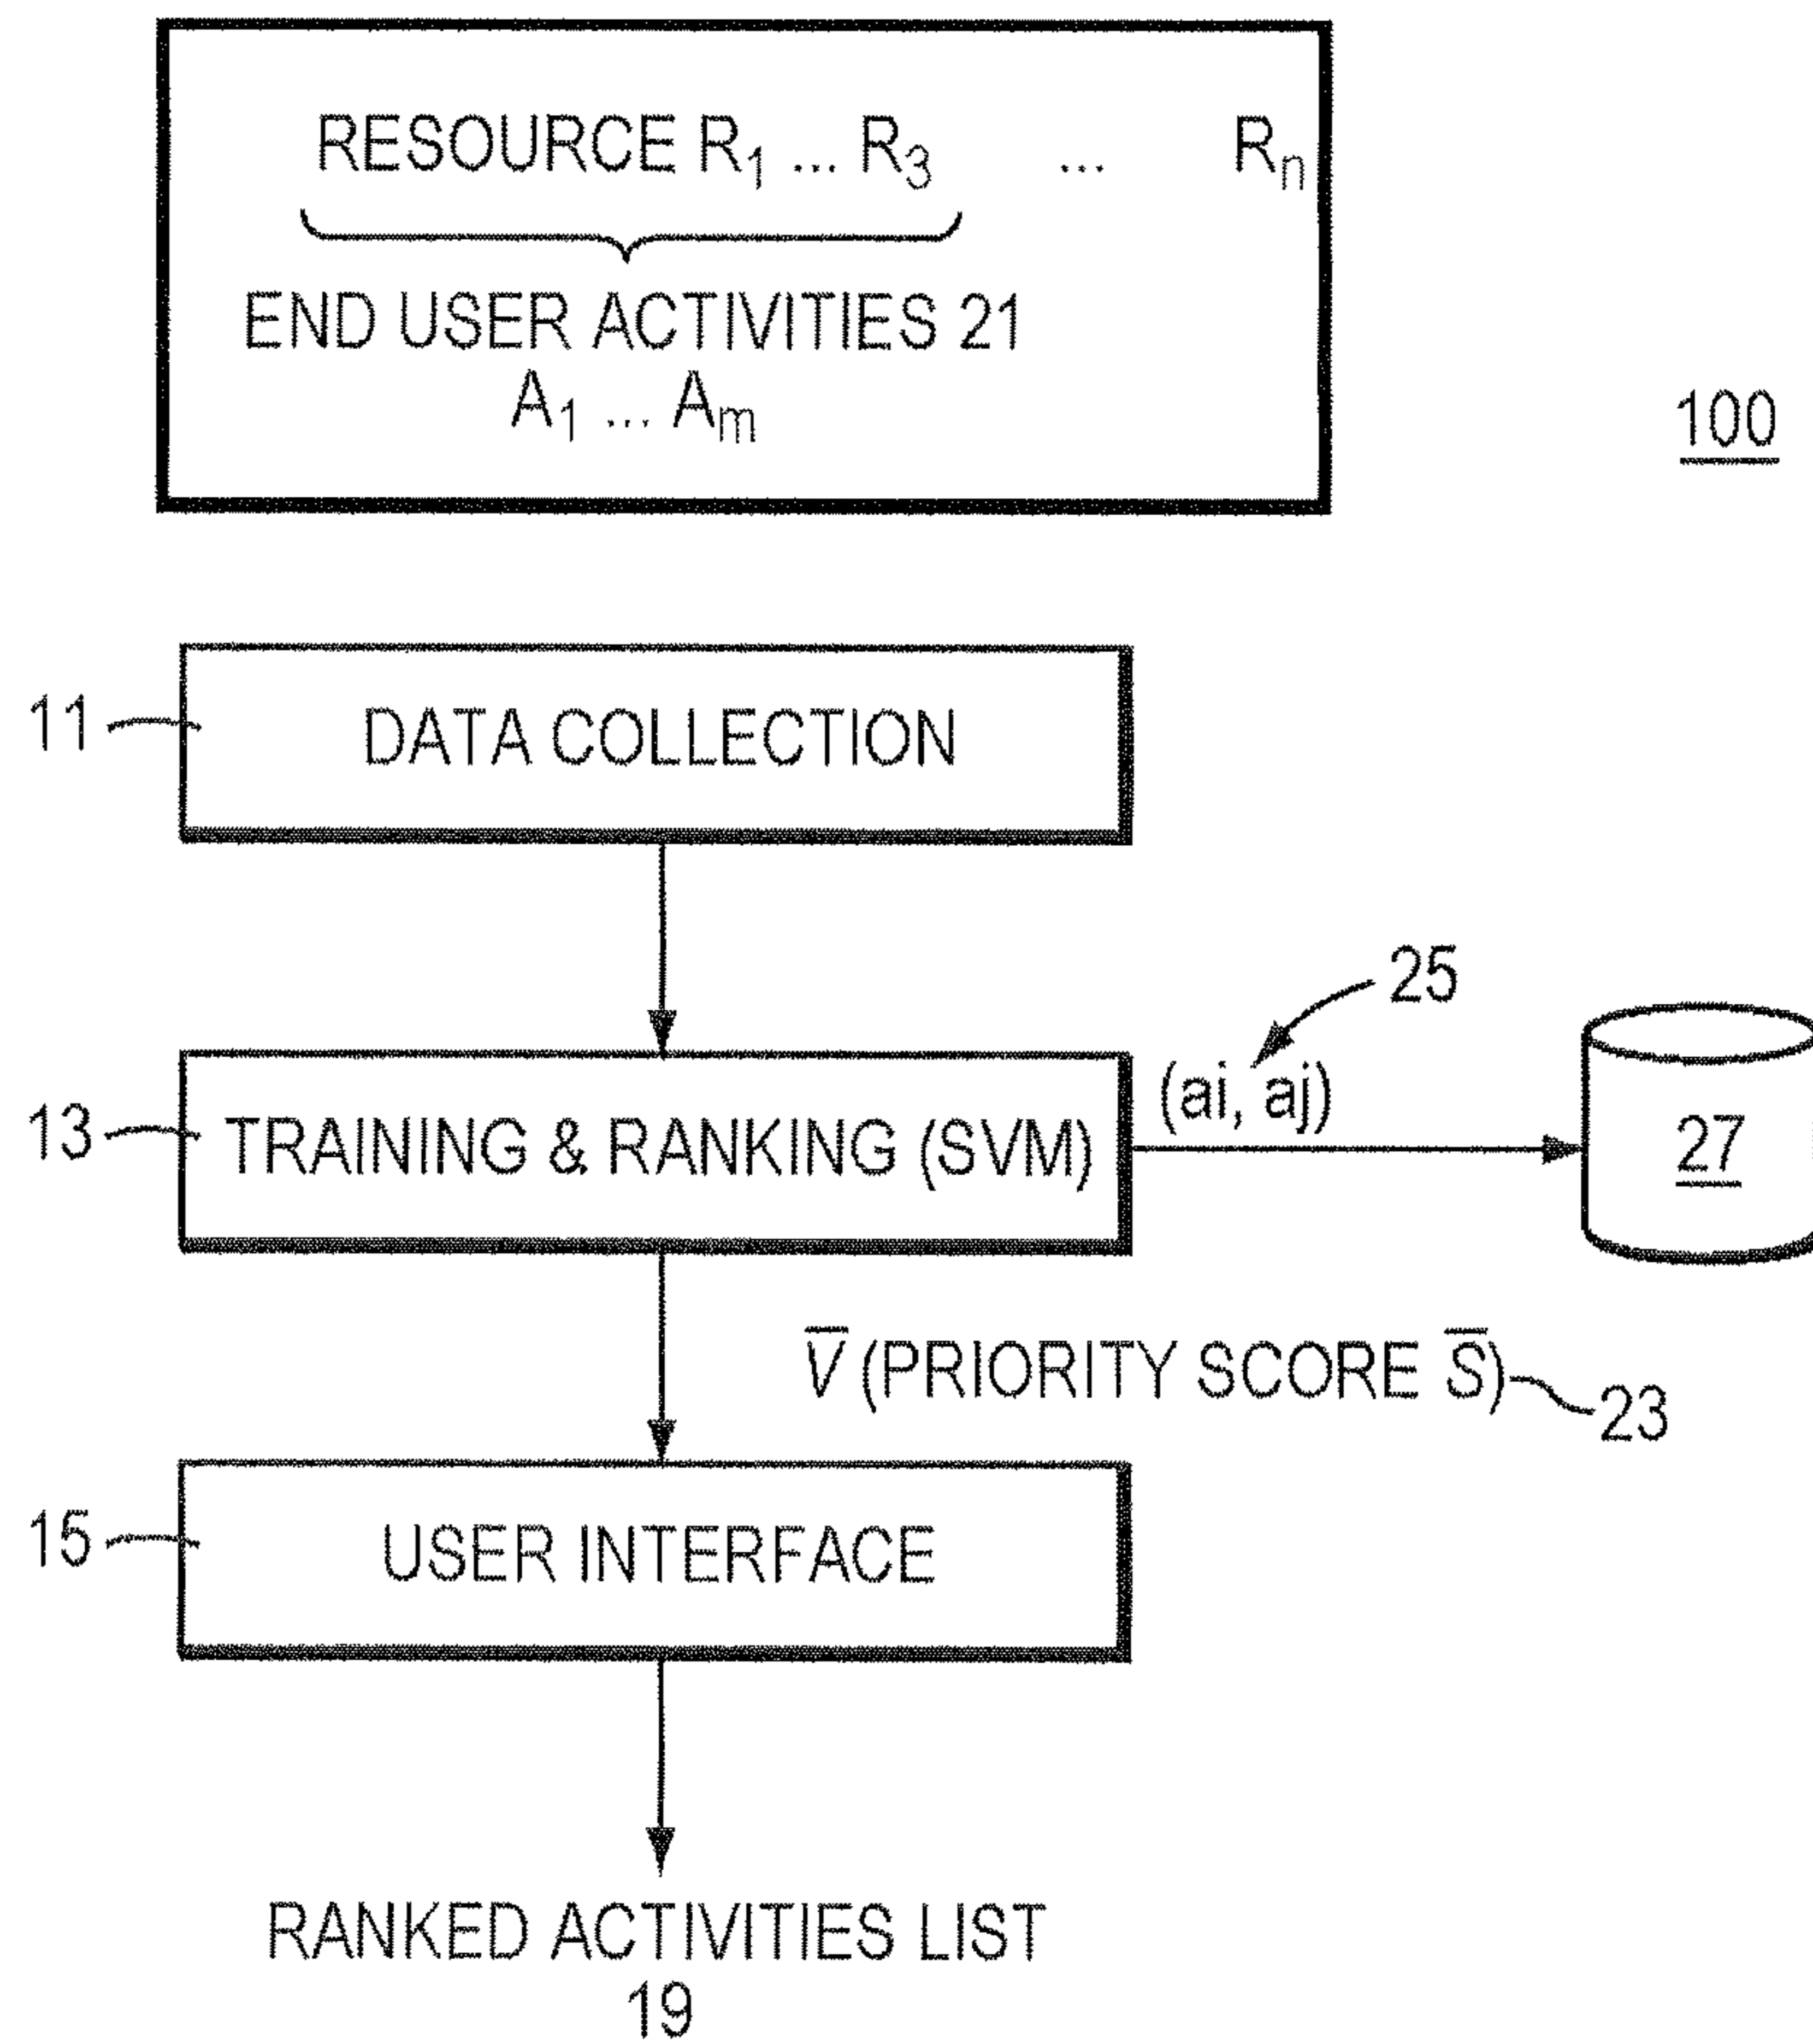 RESOURCE R₁ ... R₃ ... Rₙ
END USER ACTIVITIES 21
A₁ ... Aₘ
100
11
DATA COLLECTION
25
(ai, aj)
13
TRAINING & RANKING (SVM)
27
V̅ (PRIORITY SCORE S̅)
23
15
USER INTERFACE
RANKED ACTIVITIES LIST
19